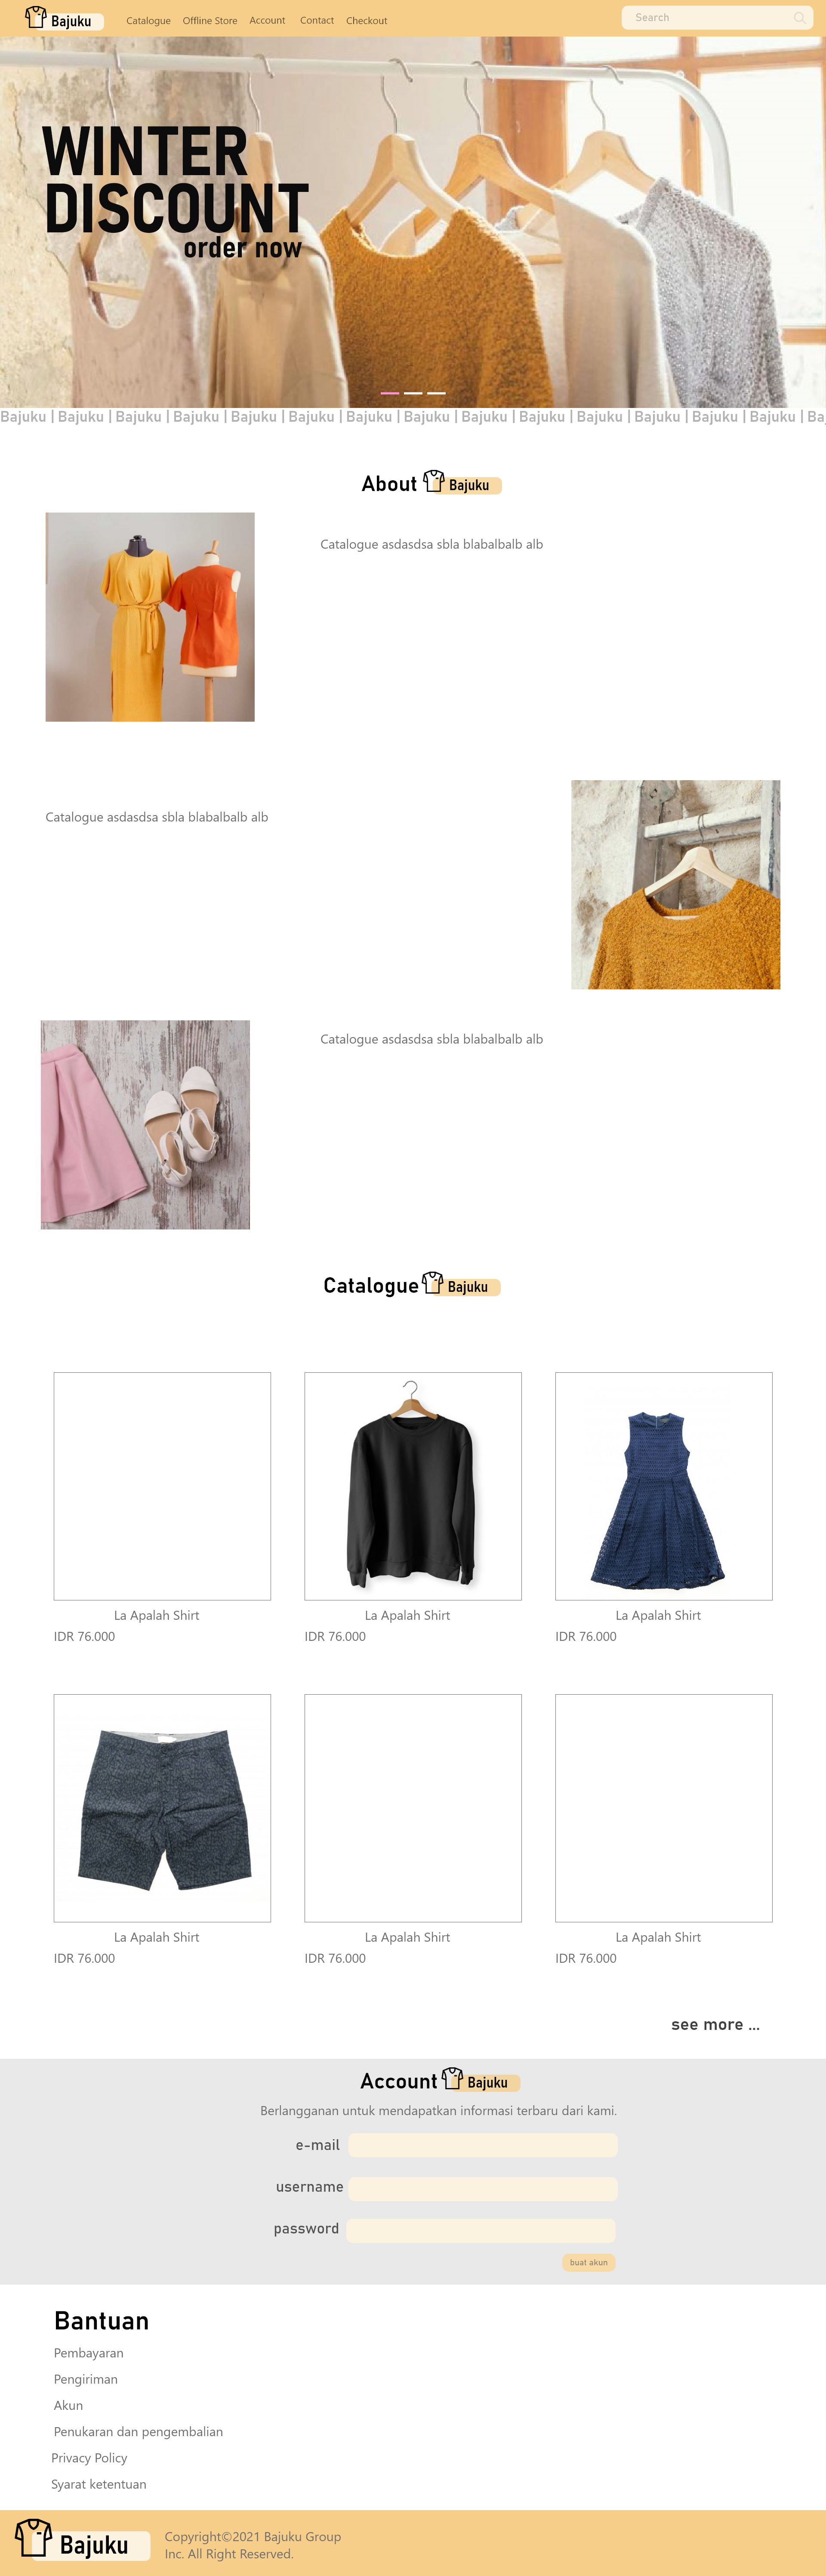 Bajuku
Catalogue Offline Store Account Contact Checkout
Search
WINTER
DISCOUNT
order now
Bajuku | Bajuku | Bajuku | Bajuku | Bajuku | Bajuku | Bajuku | Bajuku | Bajuku | Bajuku | Bajuku | Bajuku | Bajuku | Bajuku | Ba
About Bajuku
Catalogue asdasdsa sbla blabalbalb alb
Catalogue asdasdsa sbla blabalbalb alb
Catalogue asdasdsa sbla blabalbalb alb
Catalogue Bajuku
La Apalah Shirt
IDR 76.000
La Apalah Shirt
IDR 76.000
La Apalah Shirt
IDR 76.000
La Apalah Shirt
IDR 76.000
La Apalah Shirt
IDR 76.000
La Apalah Shirt
IDR 76.000
see more ...
Account Bajuku
Berlangganan untuk mendapatkan informasi terbaru dari kami.
e-mail
username
password
buat akun
Bantuan
Pembayaran
Pengiriman
Akun
Penukaran dan pengembalian
Privacy Policy
Syarat ketentuan
Bajuku
Copyright©2021 Bajuku Group
Inc. All Right Reserved.